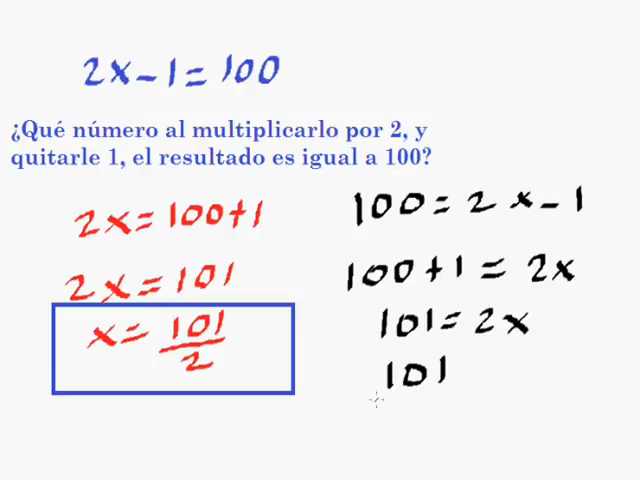 2x-1=100
¿Qué número al multiplicarlo por 2, y
quitarle 1, el resultado es igual a 100?
2x=100+1
2x=101
x=101/2
100=2x-1
100+1=2x
101=2x
101